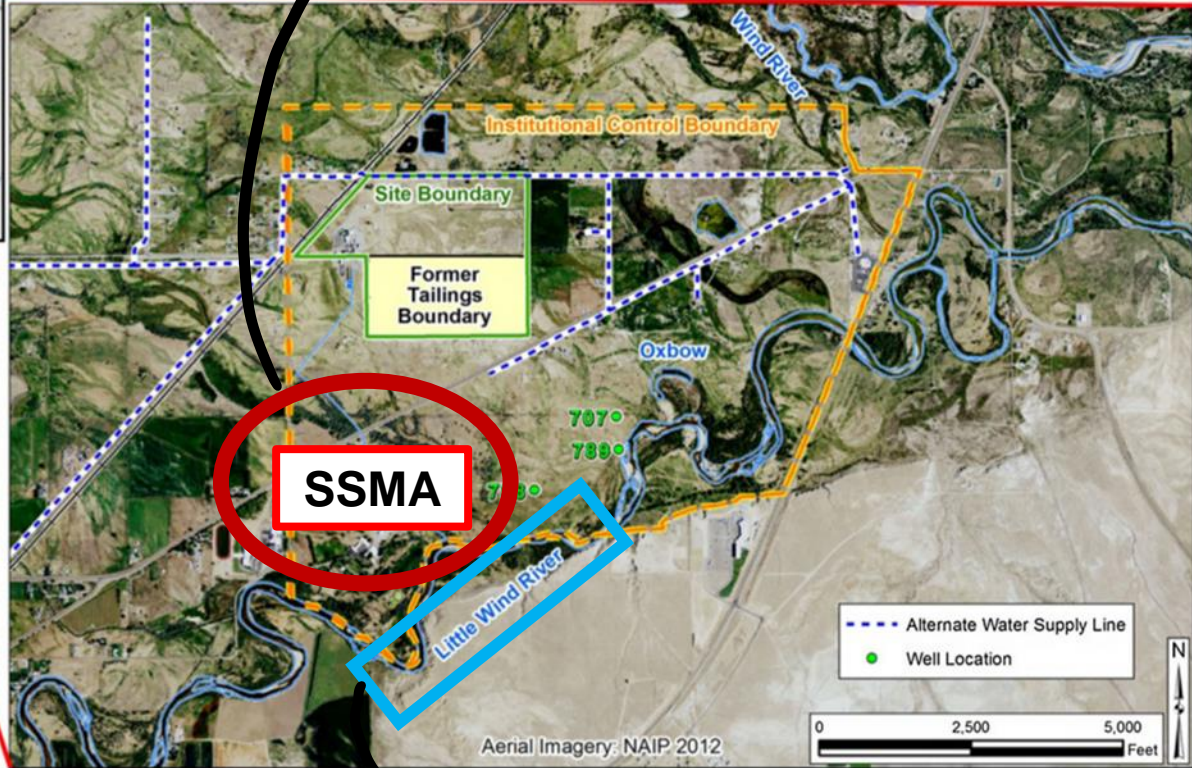 Wind River
Institutional Control Boundary
Site Boundary
Former
Tailings
Boundary
Oxbow
707
789
SSMA
Little Wind River
Alternate Water Supply Line
Well Location
N
0 2,500 5,000
Feet
Aerial Imagery: NAIP 2012